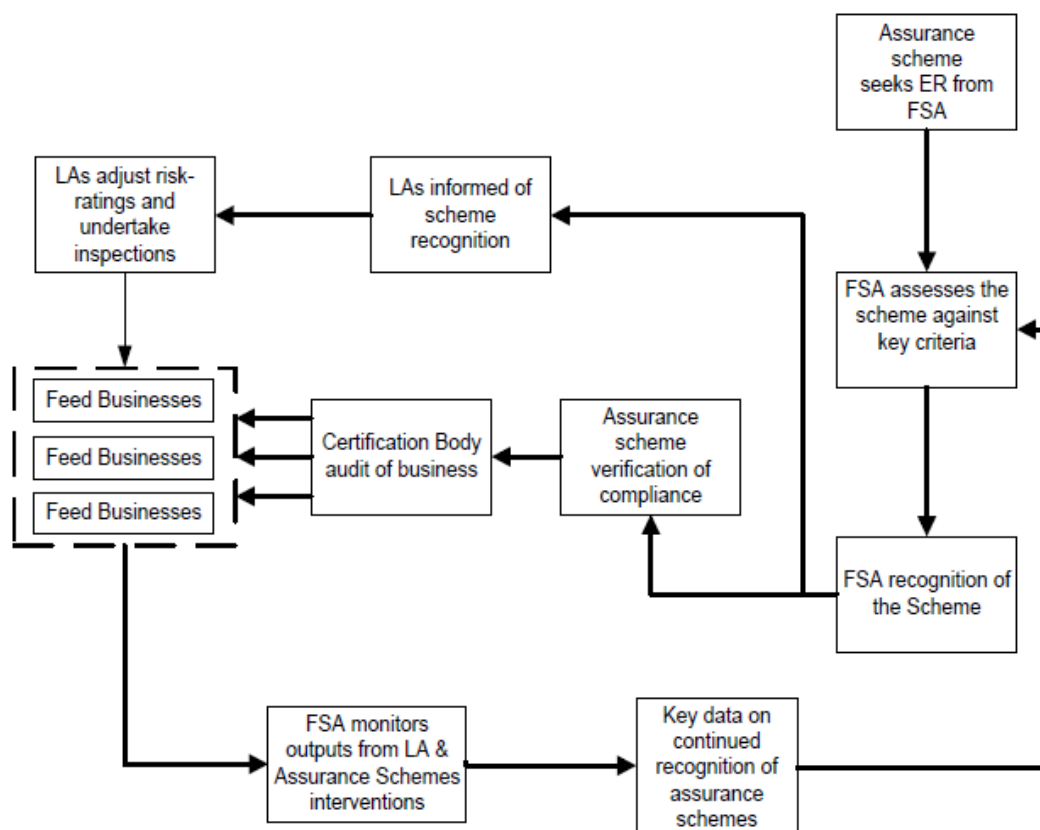 Assurance
scheme
seeks ER from
FSA
LAs adjust risk-
ratings and
undertake
inspections
LAs informed of
scheme
recognition
FSA assesses the
scheme against
key criteria
Feed Businesses
Feed Businesses
Feed Businesses
Certification Body
audit of business
Assurance
scheme
verification of
compliance
FSA recognition of
the Scheme
FSA monitors
outputs from LA &
Assurance Schemes
interventions
Key data on
continued
recognition of
assurance
schemes